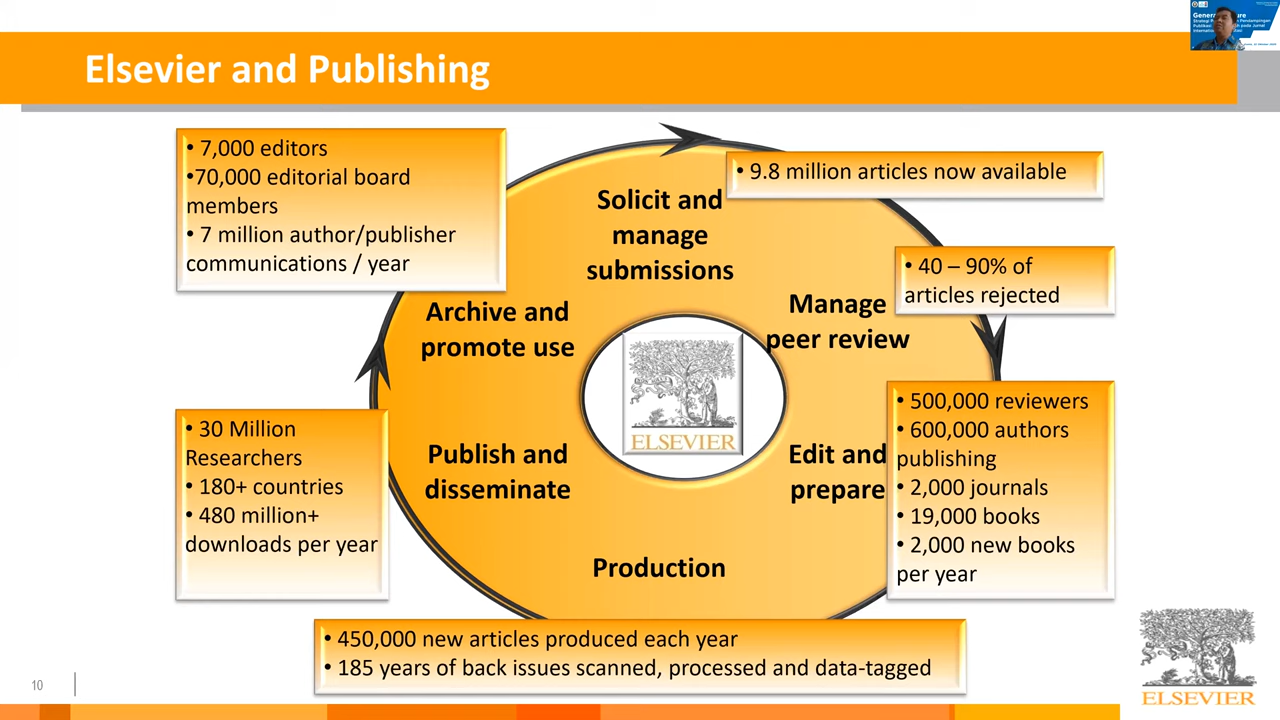 Elsevier and Publishing
• 7,000 editors
•70,000 editorial board
members
• 7 million author/publisher
communications / year
• 9.8 million articles now available
Solicit and
manage
submissions
• 40 – 90% of
articles rejected
Manage
peer review
Archive and
promote use
• 500,000 reviewers
• 600,000 authors
publishing
• 2,000 journals
• 19,000 books
• 2,000 new books
per year
• 30 Million
Researchers
• 180+ countries
• 480 million+
downloads per year
ELSEVIER
Publish and
disseminate
Edit and
prepare
Production
• 450,000 new articles produced each year
• 185 years of back issues scanned, processed and data-tagged
10
ELSEVIER